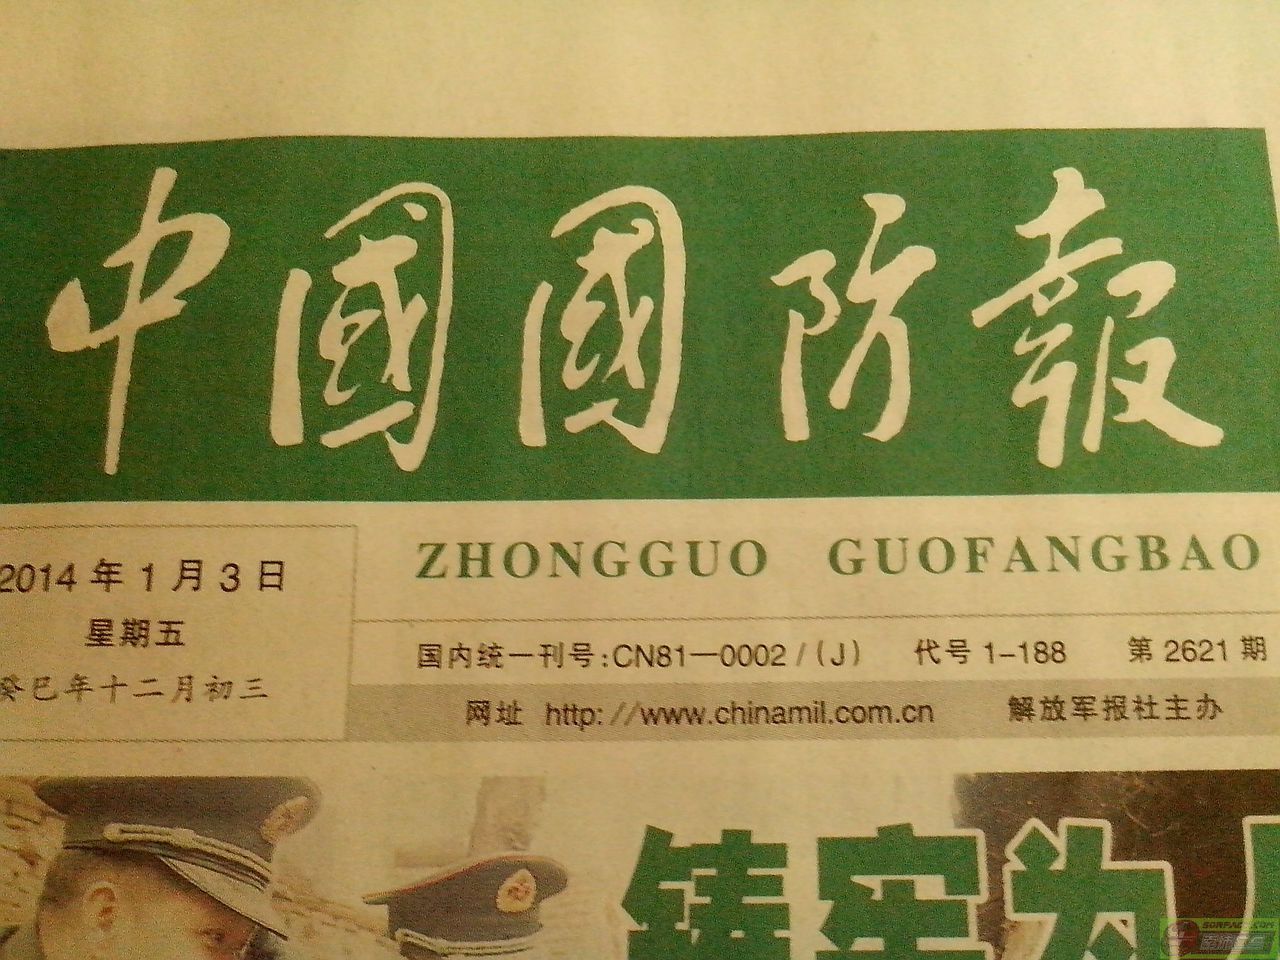 中國國防報
ZHONGGUO GUOFANGBAO
2014年1月3日
星期五
癸巳年十二月初三
国内统一刊号:CN81—0002/(J) 代号1-188 第2621期
网址 http://www.chinamil.com.cn 解放军报社主办
铸牢为